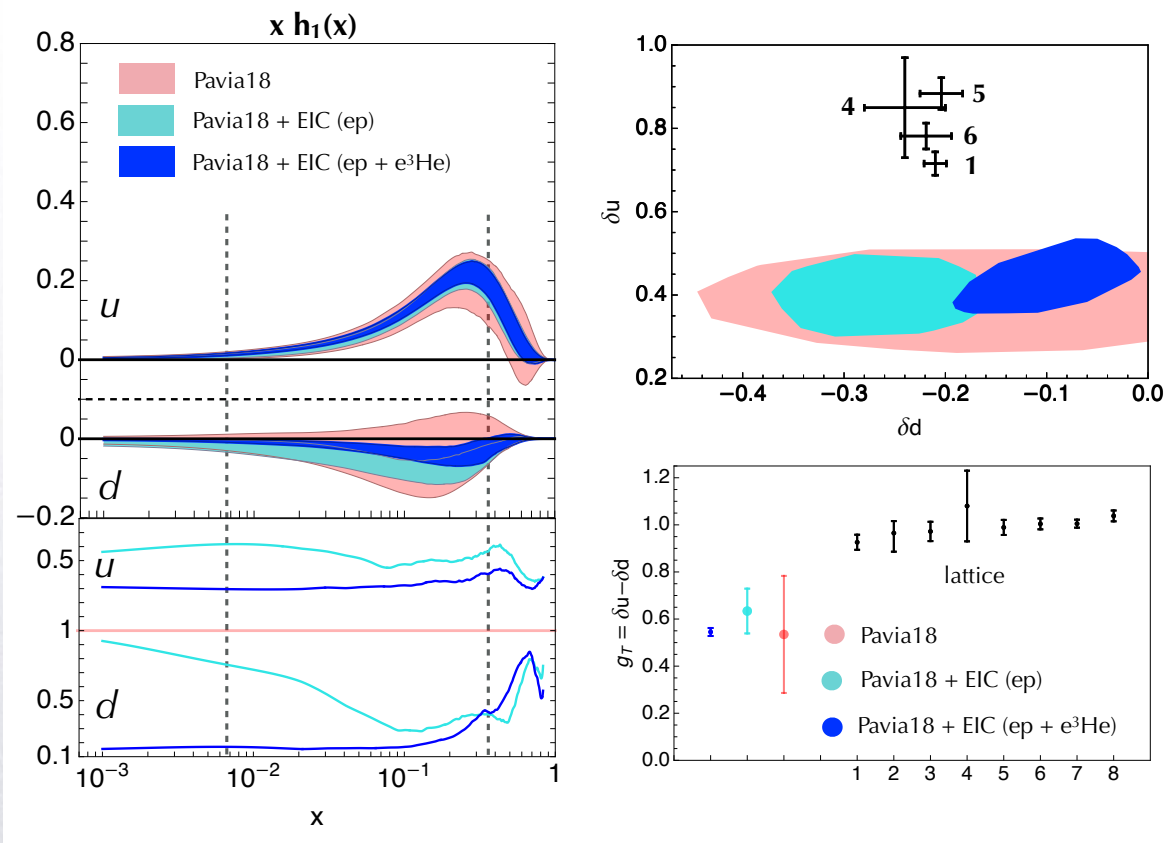 x h₁(x)
0.8
0.6
0.4
0.2
0
0
−0.2
Pavia18
Pavia18 + EIC (ep)
Pavia18 + EIC (ep + e³He)
u
d
0.5
1
0.5
0.1
u
d
10⁻³
10⁻²
10⁻¹
1
x
1.0
0.8
0.6
0.4
0.2
δu
4
5
6
1
−0.4
−0.3
−0.2
−0.1
0.0
δd
1.2
1.0
0.8
0.6
0.4
0.2
0.0
g_T = δu−δd
lattice
Pavia18
Pavia18 + EIC (ep)
Pavia18 + EIC (ep + e³He)
1 2 3 4 5 6 7 8